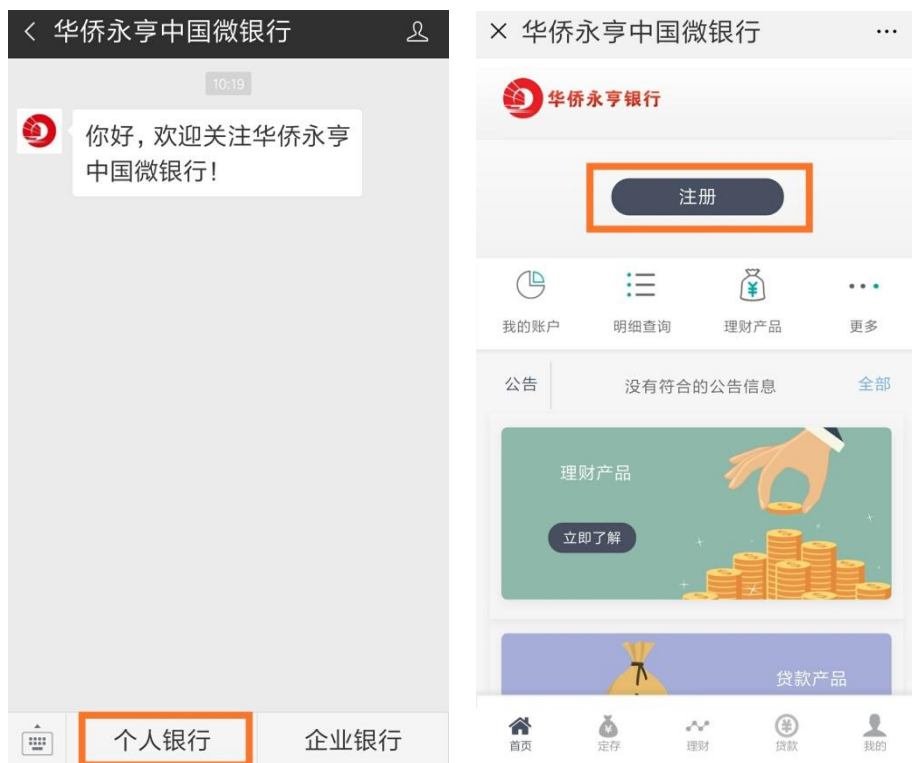 华侨永亨中国微银行
10:19
你好,欢迎关注华侨永亨
中国微银行!
个人银行
企业银行
华侨永亨中国微银行
华侨永亨银行
注册
我的账户
明细查询
理财产品
更多
公告
没有符合的公告信息
全部
理财产品
立即了解
贷款产品
首页
定存
理财
贷款
我的